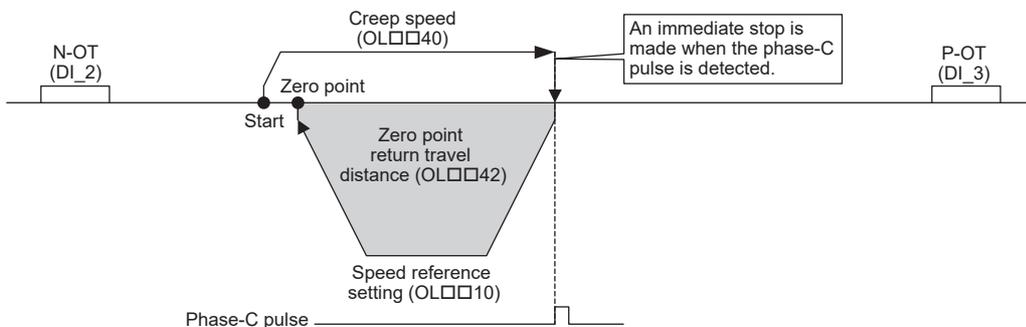 Creep speed
(OL□□40)
An immediate stop is
made when the phase-C
pulse is detected.
N-OT
(DI_2)
P-OT
(DI_3)
Zero point
Start
Zero point
return travel
distance (OL□□42)
Speed reference
setting (OL□□10)
Phase-C pulse